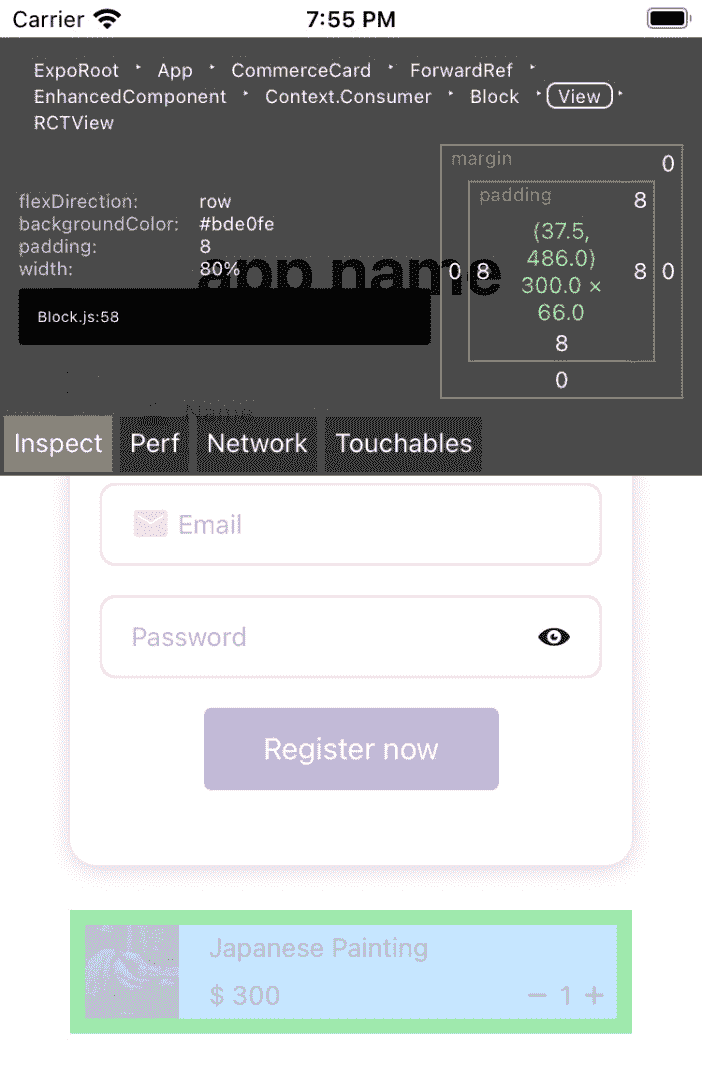 Carrier 7:55 PM
ExpoRoot ‣ App ‣ CommerceCard ‣ ForwardRef ‣
EnhancedComponent ‣ Context.Consumer ‣ Block ‣ View ‣
RCTView
margin 0
padding 8
flexDirection: row
backgroundColor: #bde0fe
padding: 8
width: 80%
app name
0 8 (37.5,
486.0)
300.0 ×
66.0
8 0
8
0
Block.js:58
Name
Inspect Perf Network Touchables
Email
Password
Register now
Japanese Painting
$ 300 − 1 +